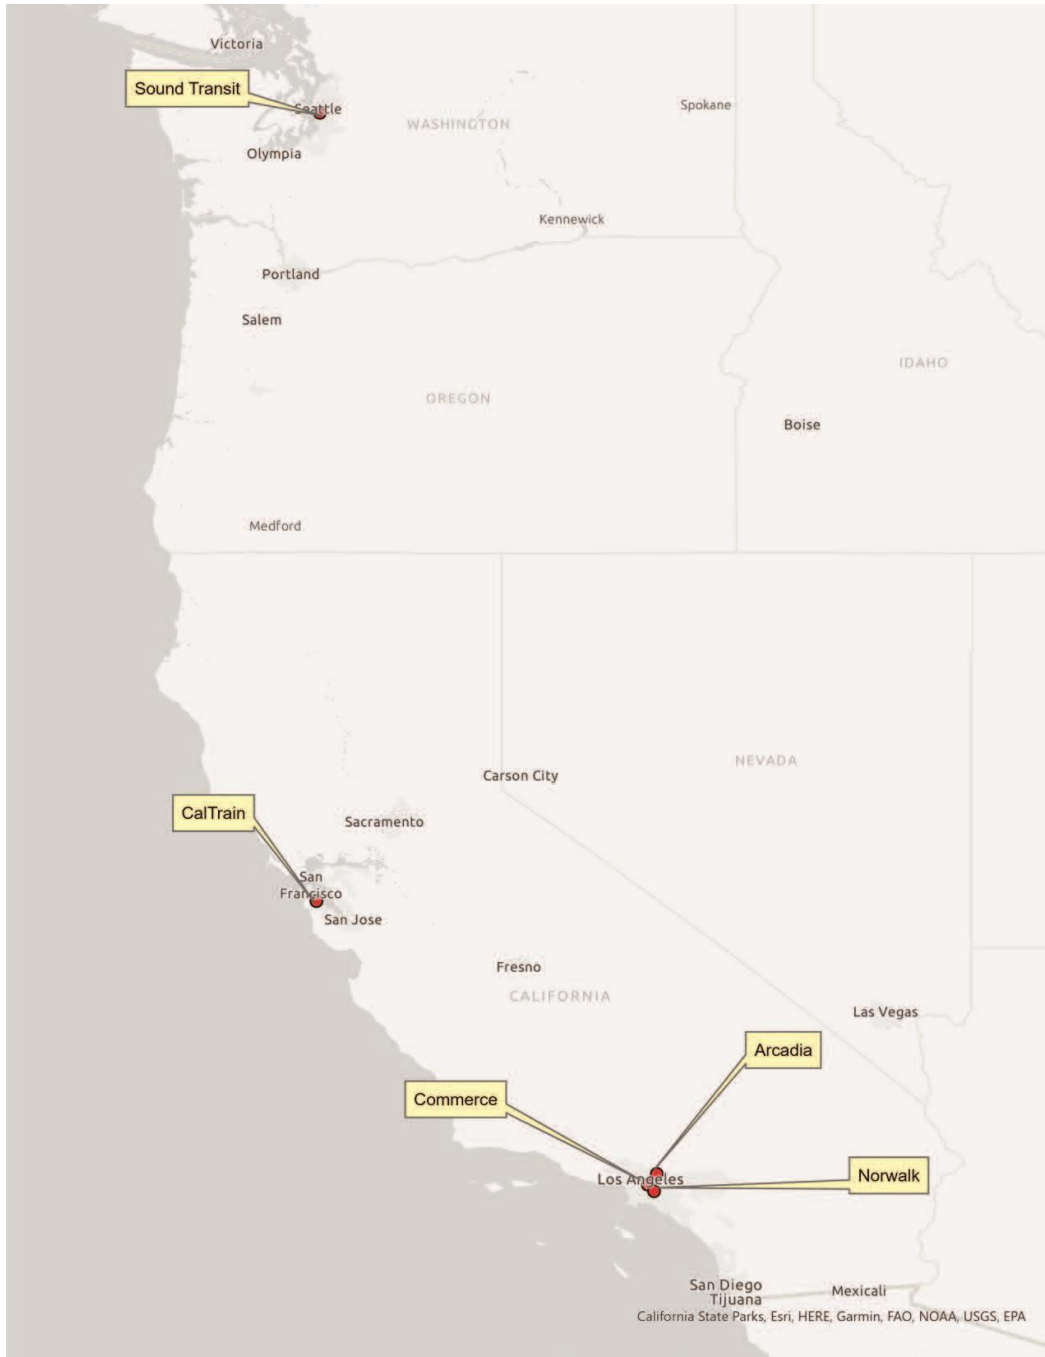 Victoria
Sound Transit
Seattle
Spokane
WASHINGTON
Olympia
Kennewick
Portland
Salem
IDAHO
OREGON
Boise
Medford
NEVADA
Carson City
CalTrain
Sacramento
San
Francisco
San Jose
Fresno
CALIFORNIA
Las Vegas
Arcadia
Commerce
Los Angeles
Norwalk
San Diego
Tijuana
Mexicali
California State Parks, Esri, HERE, Garmin, FAO, NOAA, USGS, EPA